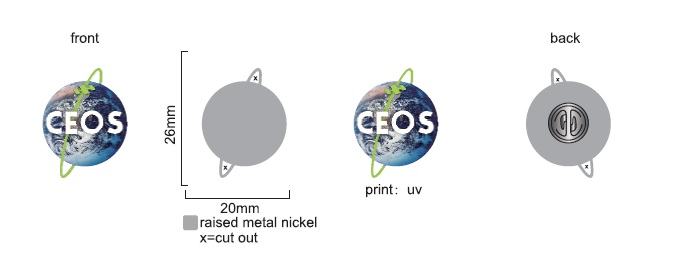 front
back
x
x
x
x
CEOS
CEOS
26mm
print: uv
20mm
raised metal nickel
x=cut out